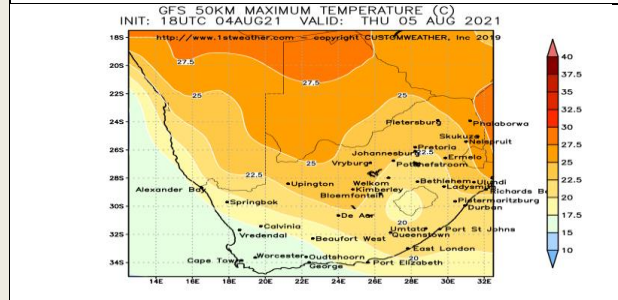 GFS 50KM MAXIMUM TEMPERATURE (C)
INIT: 18UTC 04AUG21 VALID: THU 05 AUG 2021
http://www.1stweather.com copyright CUSTOMWEATHER, Inc 2019
18S
20S
22S
24S
26S
28S
30S
32S
34S
14E
16E
18E
20E
22E
24E
26E
28E
30E
32E
27.5
27.5
25
25
25
22.5
22.5
20
20
Pietersburg
Phalaborwa
Skukuza
Nelspruit
Pretoria
Johannesburg
Ermelo
Vryburg
Potchefstroom
Welkom
Bethlehem
Ulundi
Ladysmith
Richards B
Kimberley
Bloemfontein
Upington
Alexander Bay
Springbok
Pietermaritzburg
Durban
De Aar
Calvinia
Vredendal
Beaufort West
Umtata
Port St Johns
Queenstown
East London
Cape Town
Worcester
Oudtshoorn
George
Port Elizabeth
40
37.5
35
32.5
30
27.5
25
22.5
20
17.5
15
10